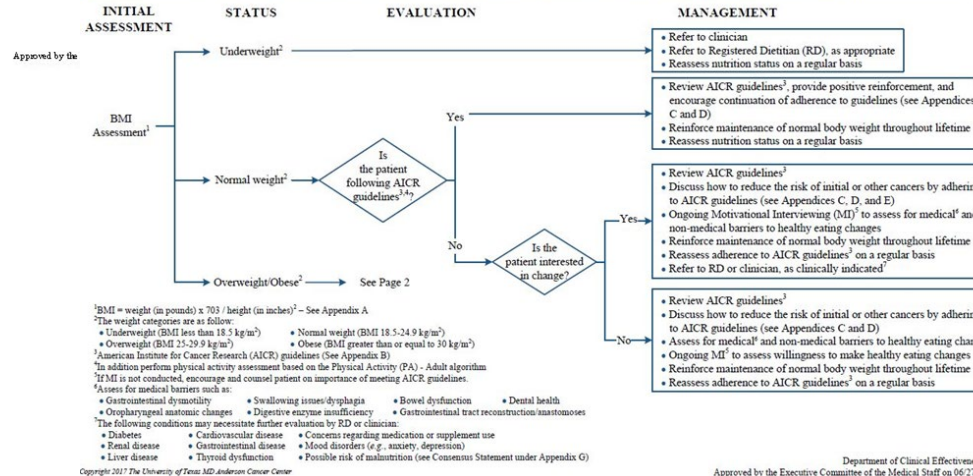 INITIAL
ASSESSMENT
STATUS
EVALUATION
MANAGEMENT
Approved by the
BMI
Assessment¹
Underweight²
• Refer to clinician
• Refer to Registered Dietitian (RD), as appropriate
• Reassess nutrition status on a regular basis
Normal weight²
Is
the patient
following AICR
guidelines³,⁴?
Yes
• Review AICR guidelines³, provide positive reinforcement, and
encourage continuation of adherence to guidelines (see Appendices
C and D)
• Reinforce maintenance of normal body weight throughout lifetime
• Reassess nutrition status on a regular basis
No
Is the
patient interested
in change?
Yes
• Review AICR guidelines³
• Discuss how to reduce the risk of initial or other cancers by adherin
to AICR guidelines (see Appendices C, D, and E)
• Ongoing Motivational Interviewing (MI)⁵ to assess for medical⁶ and
non-medical barriers to healthy eating changes
• Reinforce maintenance of normal body weight throughout lifetime
• Reassess adherence to AICR guidelines³ on a regular basis
• Refer to RD or clinician, as clinically indicated⁷
No
• Review AICR guidelines³
• Discuss how to reduce the risk of initial or other cancers by adherin
to AICR guidelines (see Appendices C and D)
• Assess for medical⁶ and non-medical barriers to healthy eating chan
• Ongoing MI⁵ to assess willingness to make healthy eating changes
• Reinforce maintenance of normal body weight throughout lifetime
• Reassess adherence to AICR guidelines³ on a regular basis
Overweight/Obese²
See Page 2
¹BMI = weight (in pounds) x 703 / height (in inches)² – See Appendix A
²The weight categories are as follow:
• Underweight (BMI less than 18.5 kg/m²) • Normal weight (BMI 18.5-24.9 kg/m²)
• Overweight (BMI 25-29.9 kg/m²) • Obese (BMI greater than or equal to 30 kg/m²)
³American Institute for Cancer Research (AICR) guidelines (See Appendix B)
⁴In addition perform physical activity assessment based on the Physical Activity (PA) - Adult algorithm
⁵If MI is not conducted, encourage and counsel patient on importance of meeting AICR guidelines.
⁶Assess for medical barriers such as:
• Gastrointestinal dysmotility • Swallowing issues/dysphagia • Bowel dysfunction • Dental health
• Oropharyngeal anatomic changes • Digestive enzyme insufficiency • Gastrointestinal tract reconstruction/anastomoses
⁷The following conditions may necessitate further evaluation by RD or clinician:
• Diabetes • Cardiovascular disease • Concerns regarding medication or supplement use
• Renal disease • Gastrointestinal disease • Mood disorders (e.g., anxiety, depression)
• Liver disease • Thyroid dysfunction • Possible risk of malnutrition (see Consensus Statement under Appendix G)
Copyright 2017 The University of Texas MD Anderson Cancer Center
Department of Clinical Effectivenes
Approved by the Executive Committee of the Medical Staff on 06/27